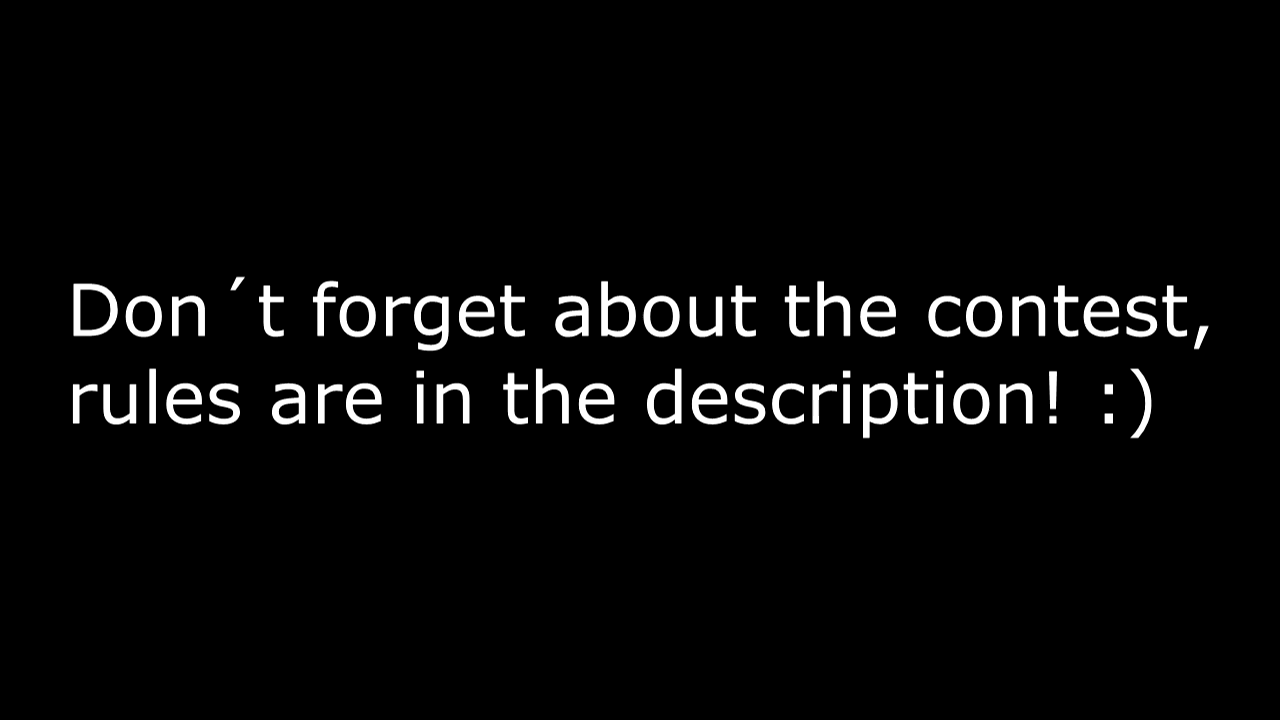 Don´t forget about the contest,
rules are in the description! :)